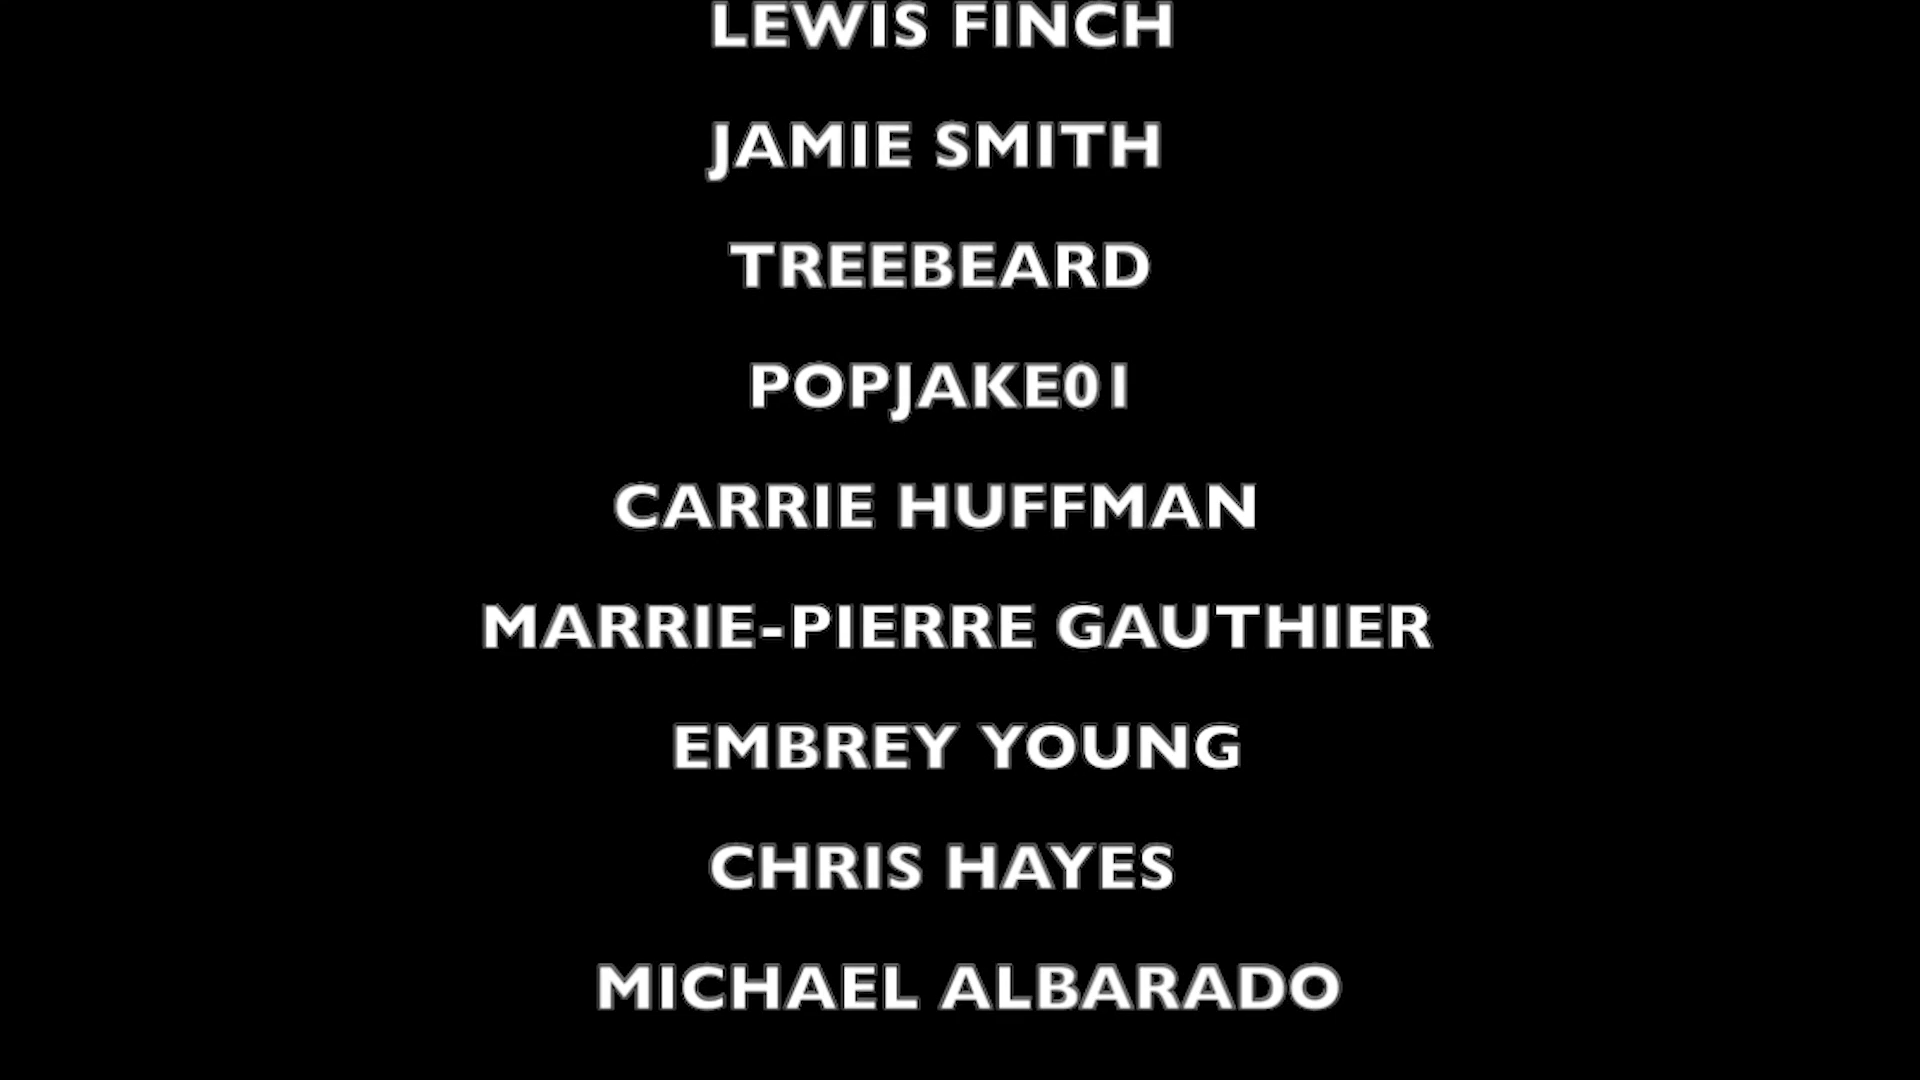 LEWIS FINCH
JAMIE SMITH
TREEBEARD
POPJAKE01
CARRIE HUFFMAN
MARRIE-PIERRE GAUTHIER
EMBREY YOUNG
CHRIS HAYES
MICHAEL ALBARADO